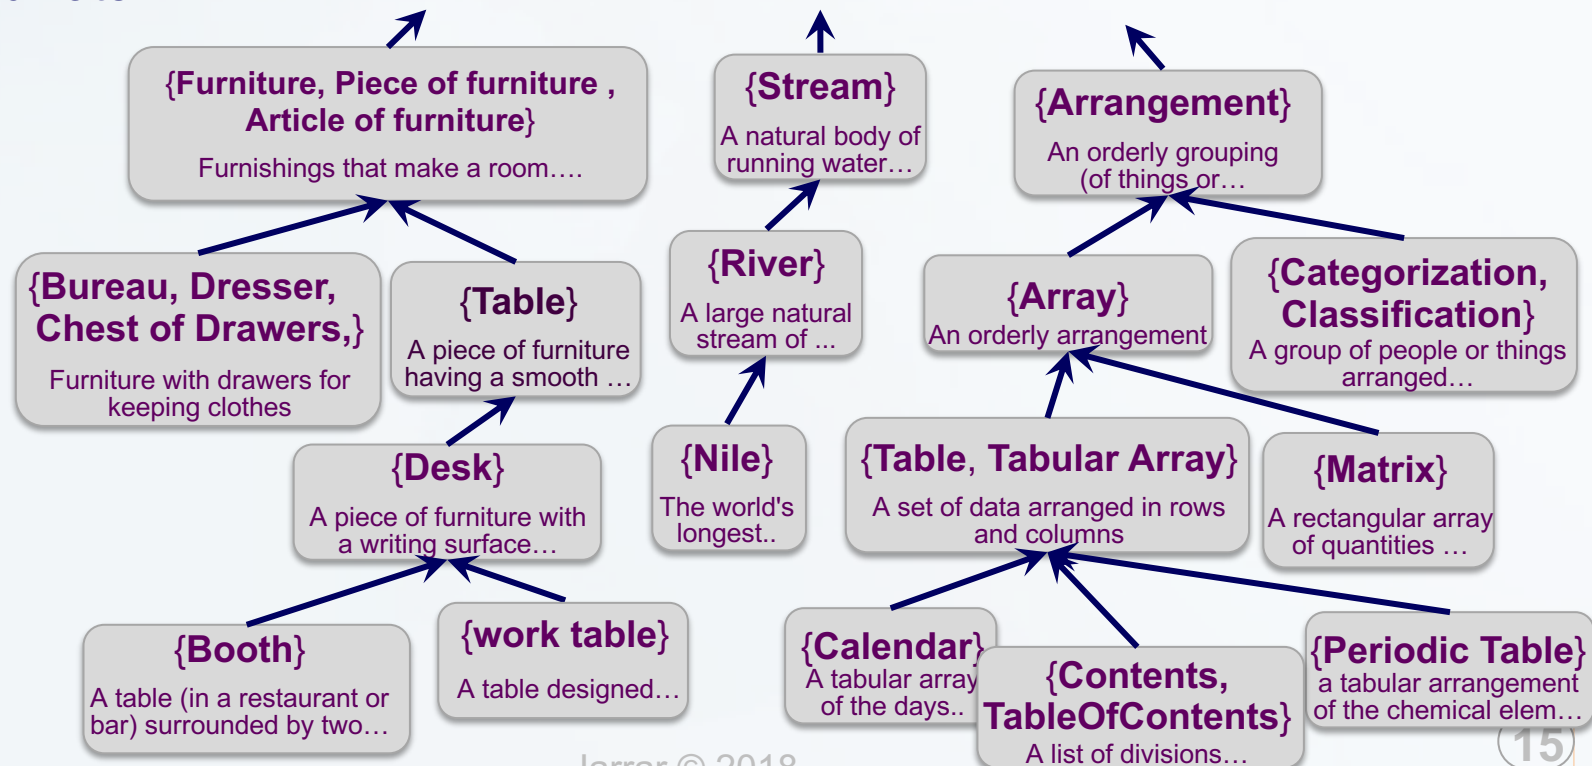 {Furniture, Piece of furniture ,
Article of furniture}
Furnishings that make a room….
{Stream}
A natural body of
running water…
{Arrangement}
An orderly grouping
(of things or…
{Bureau, Dresser,
Chest of Drawers,}
Furniture with drawers for
keeping clothes
{Table}
A piece of furniture
having a smooth …
{River}
A large natural
stream of ...
{Array}
An orderly arrangement
{Categorization,
Classification}
A group of people or things
arranged…
{Desk}
A piece of furniture with
a writing surface…
{Nile}
The world's
longest..
{Table, Tabular Array}
A set of data arranged in rows
and columns
{Matrix}
A rectangular array
of quantities …
{Booth}
A table (in a restaurant or
bar) surrounded by two…
{work table}
A table designed…
{Calendar}
A tabular array
of the days..
{Contents,
TableOfContents}
A list of divisions…
{Periodic Table}
a tabular arrangement
of the chemical elem…
Jarrar © 2018
15